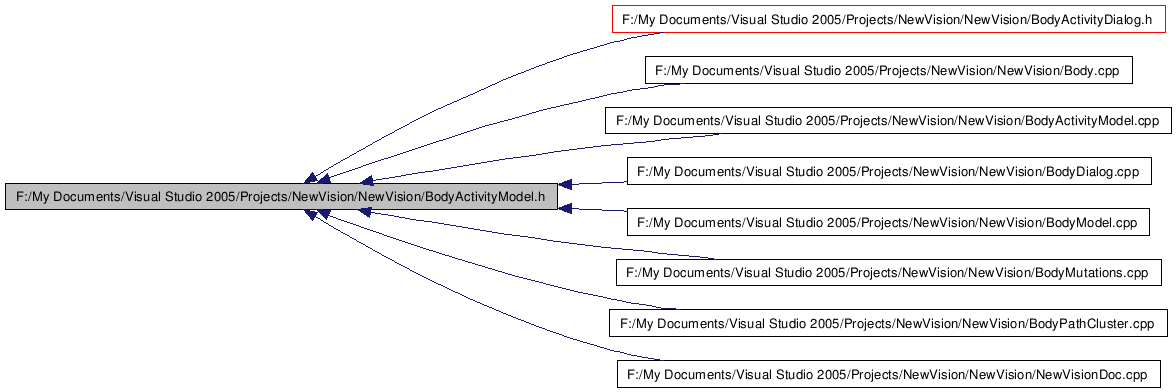 F:/My Documents/Visual Studio 2005/Projects/NewVision/NewVision/BodyActivityDialog.h
F:/My Documents/Visual Studio 2005/Projects/NewVision/NewVision/Body.cpp
F:/My Documents/Visual Studio 2005/Projects/NewVision/NewVision/BodyActivityModel.cpp
F:/My Documents/Visual Studio 2005/Projects/NewVision/NewVision/BodyDialog.cpp
F:/My Documents/Visual Studio 2005/Projects/NewVision/NewVision/BodyActivityModel.h
F:/My Documents/Visual Studio 2005/Projects/NewVision/NewVision/BodyModel.cpp
F:/My Documents/Visual Studio 2005/Projects/NewVision/NewVision/BodyMutations.cpp
F:/My Documents/Visual Studio 2005/Projects/NewVision/NewVision/BodyPathCluster.cpp
F:/My Documents/Visual Studio 2005/Projects/NewVision/NewVision/NewVisionDoc.cpp